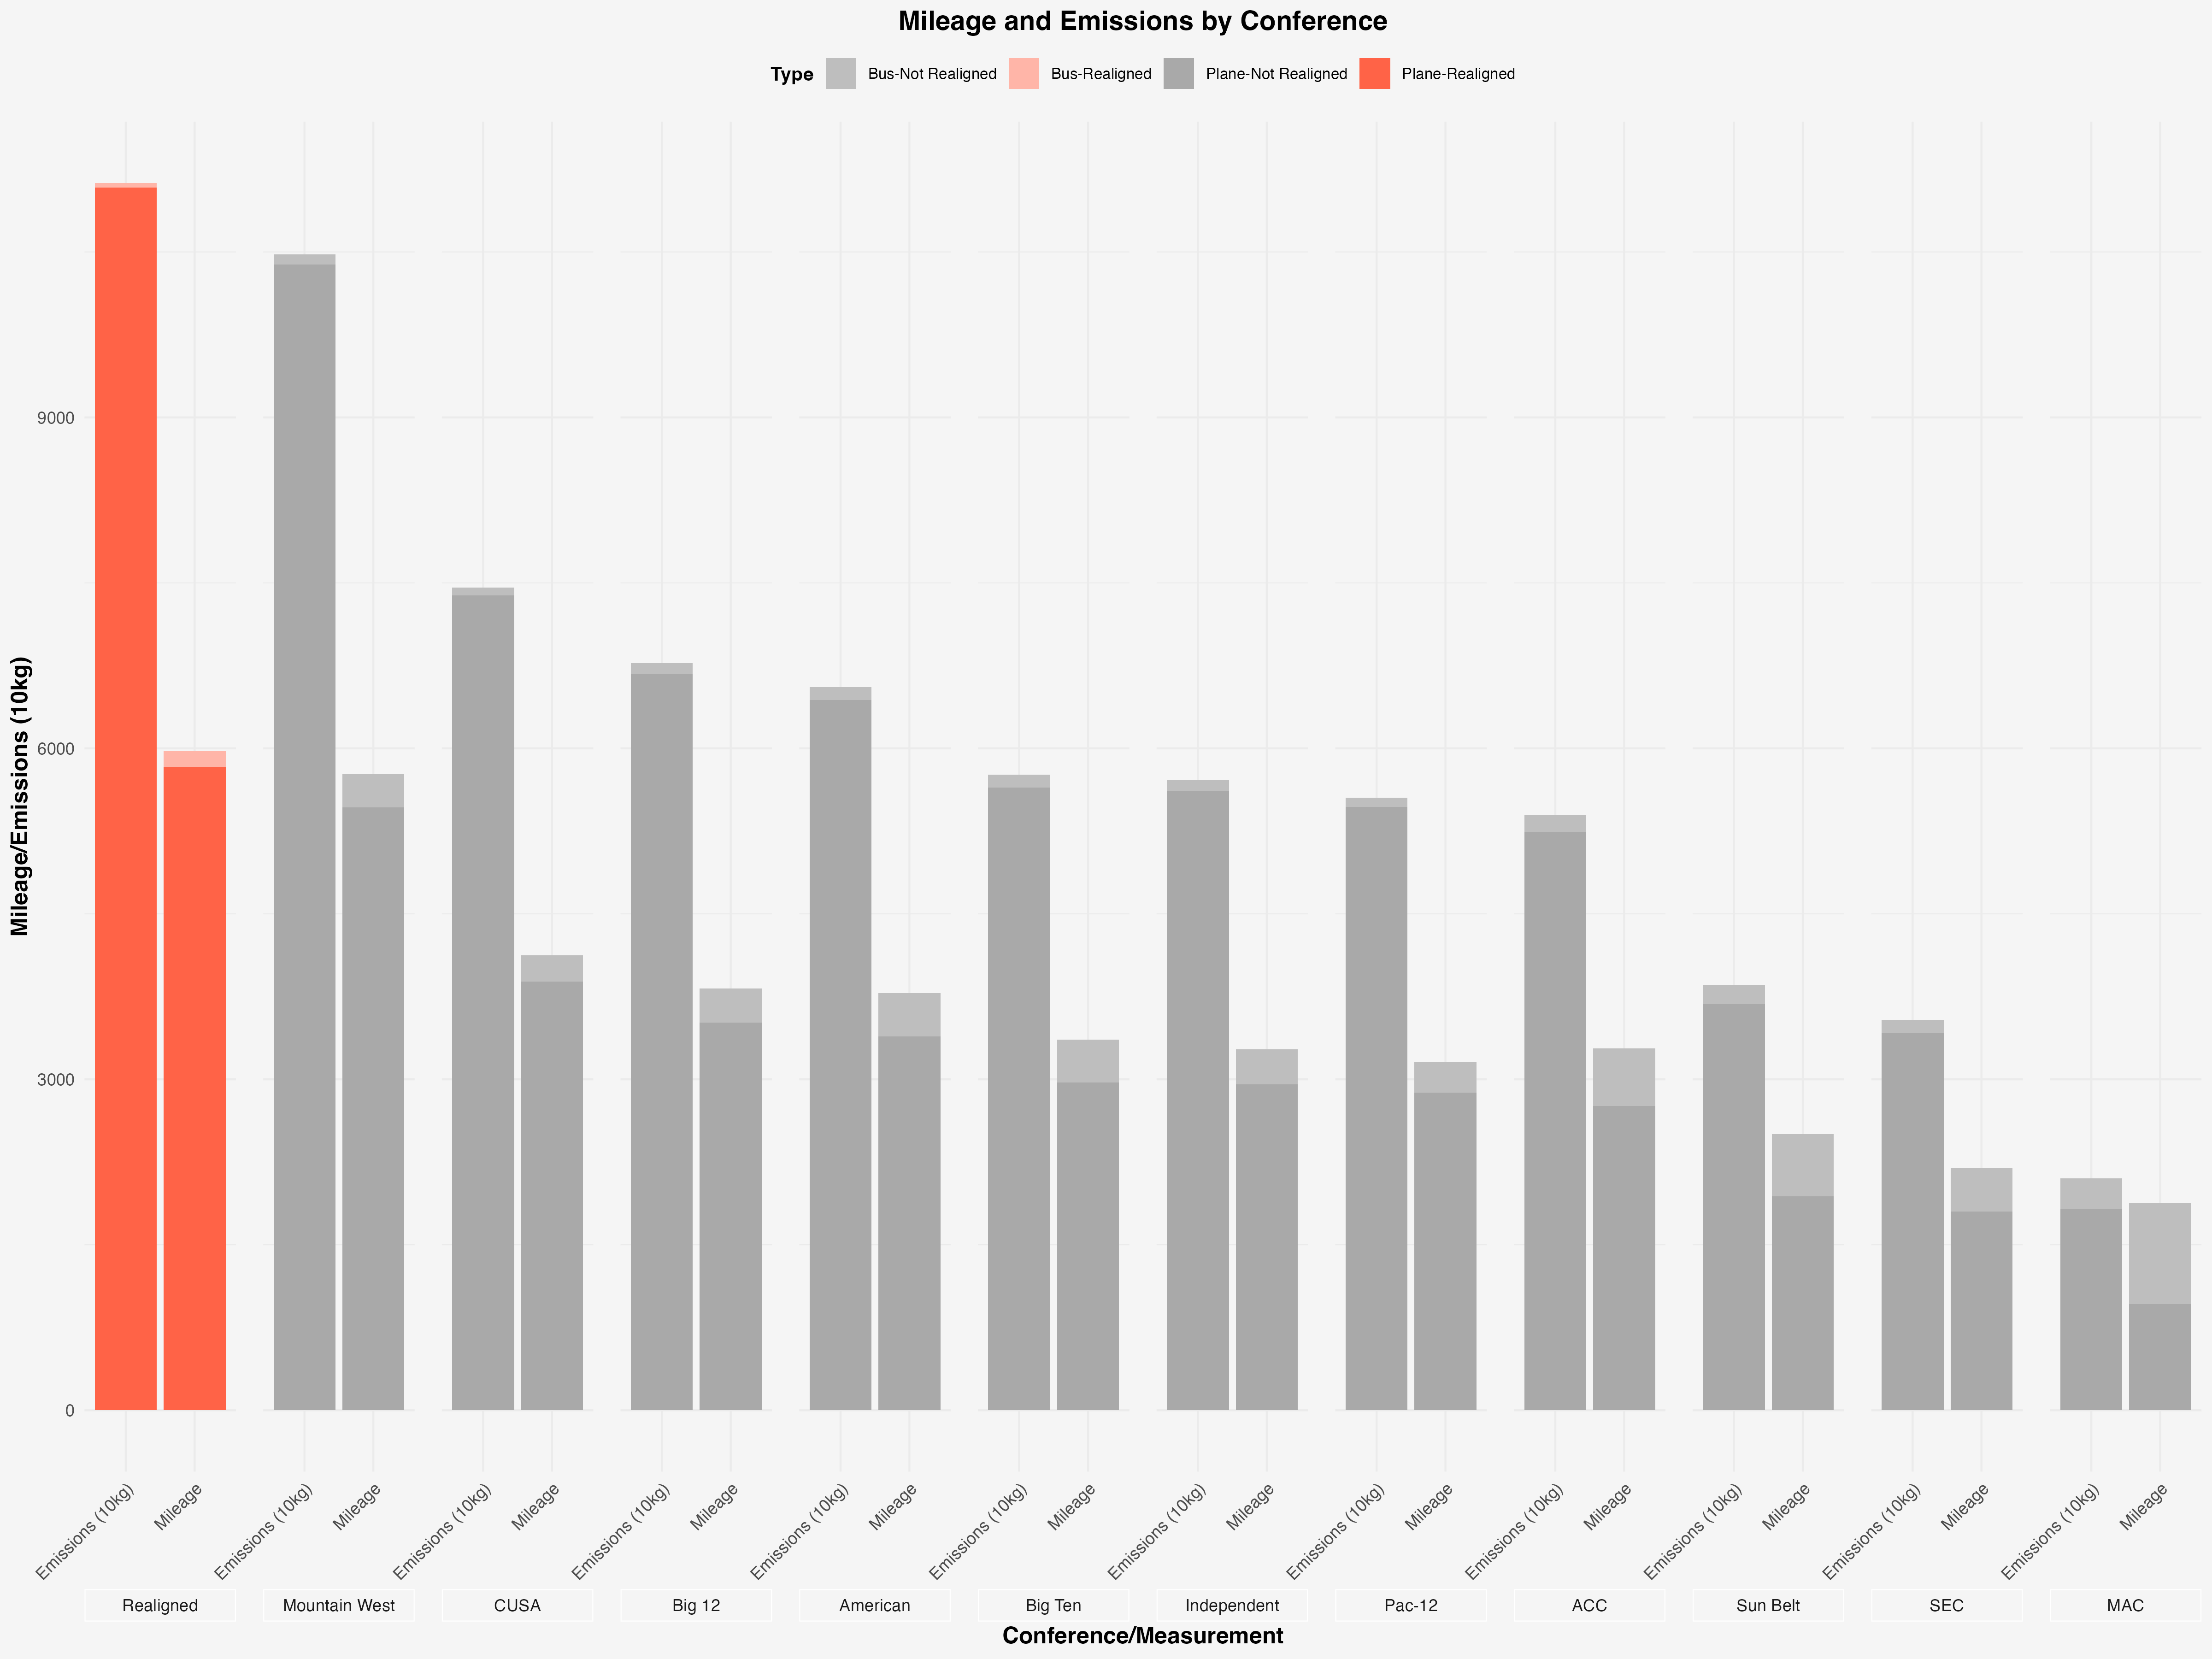 Mileage and Emissions by Conference
Type Bus-Not Realigned Bus-Realigned Plane-Not Realigned Plane-Realigned
Mileage/Emissions (10kg)
9000
6000
3000
0
Emissions (10kg) Mileage Emissions (10kg) Mileage Emissions (10kg) Mileage Emissions (10kg) Mileage Emissions (10kg) Mileage Emissions (10kg) Mileage Emissions (10kg) Mileage Emissions (10kg) Mileage Emissions (10kg) Mileage Emissions (10kg) Mileage Emissions (10kg) Mileage Emissions (10kg) Mileage
Realigned Mountain West CUSA Big 12 American Big Ten Independent Pac-12 ACC Sun Belt SEC MAC
Conference/Measurement